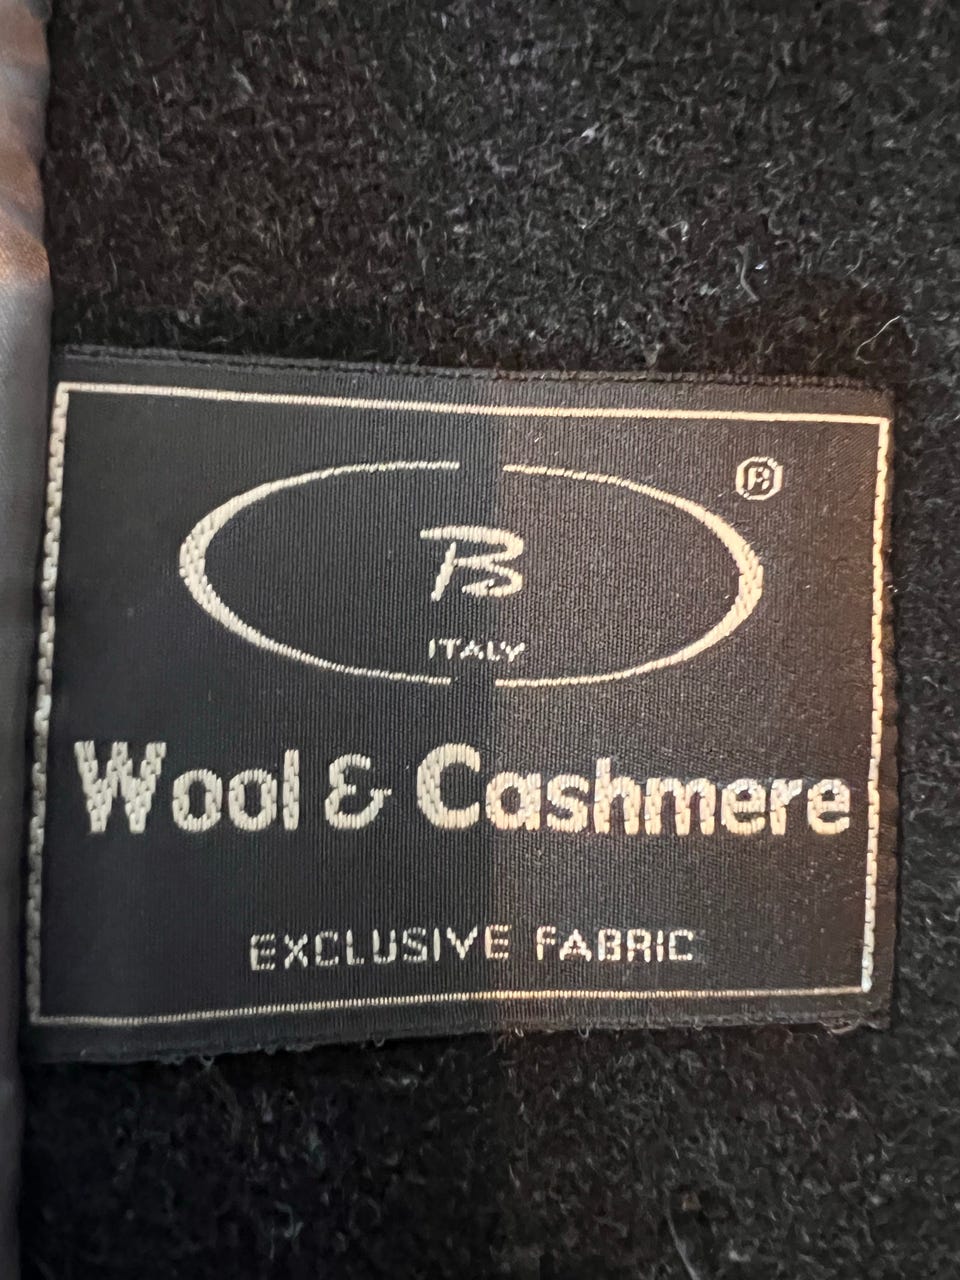 ®
B
ITALY
Wool & Cashmere
EXCLUSIVE FABRIC